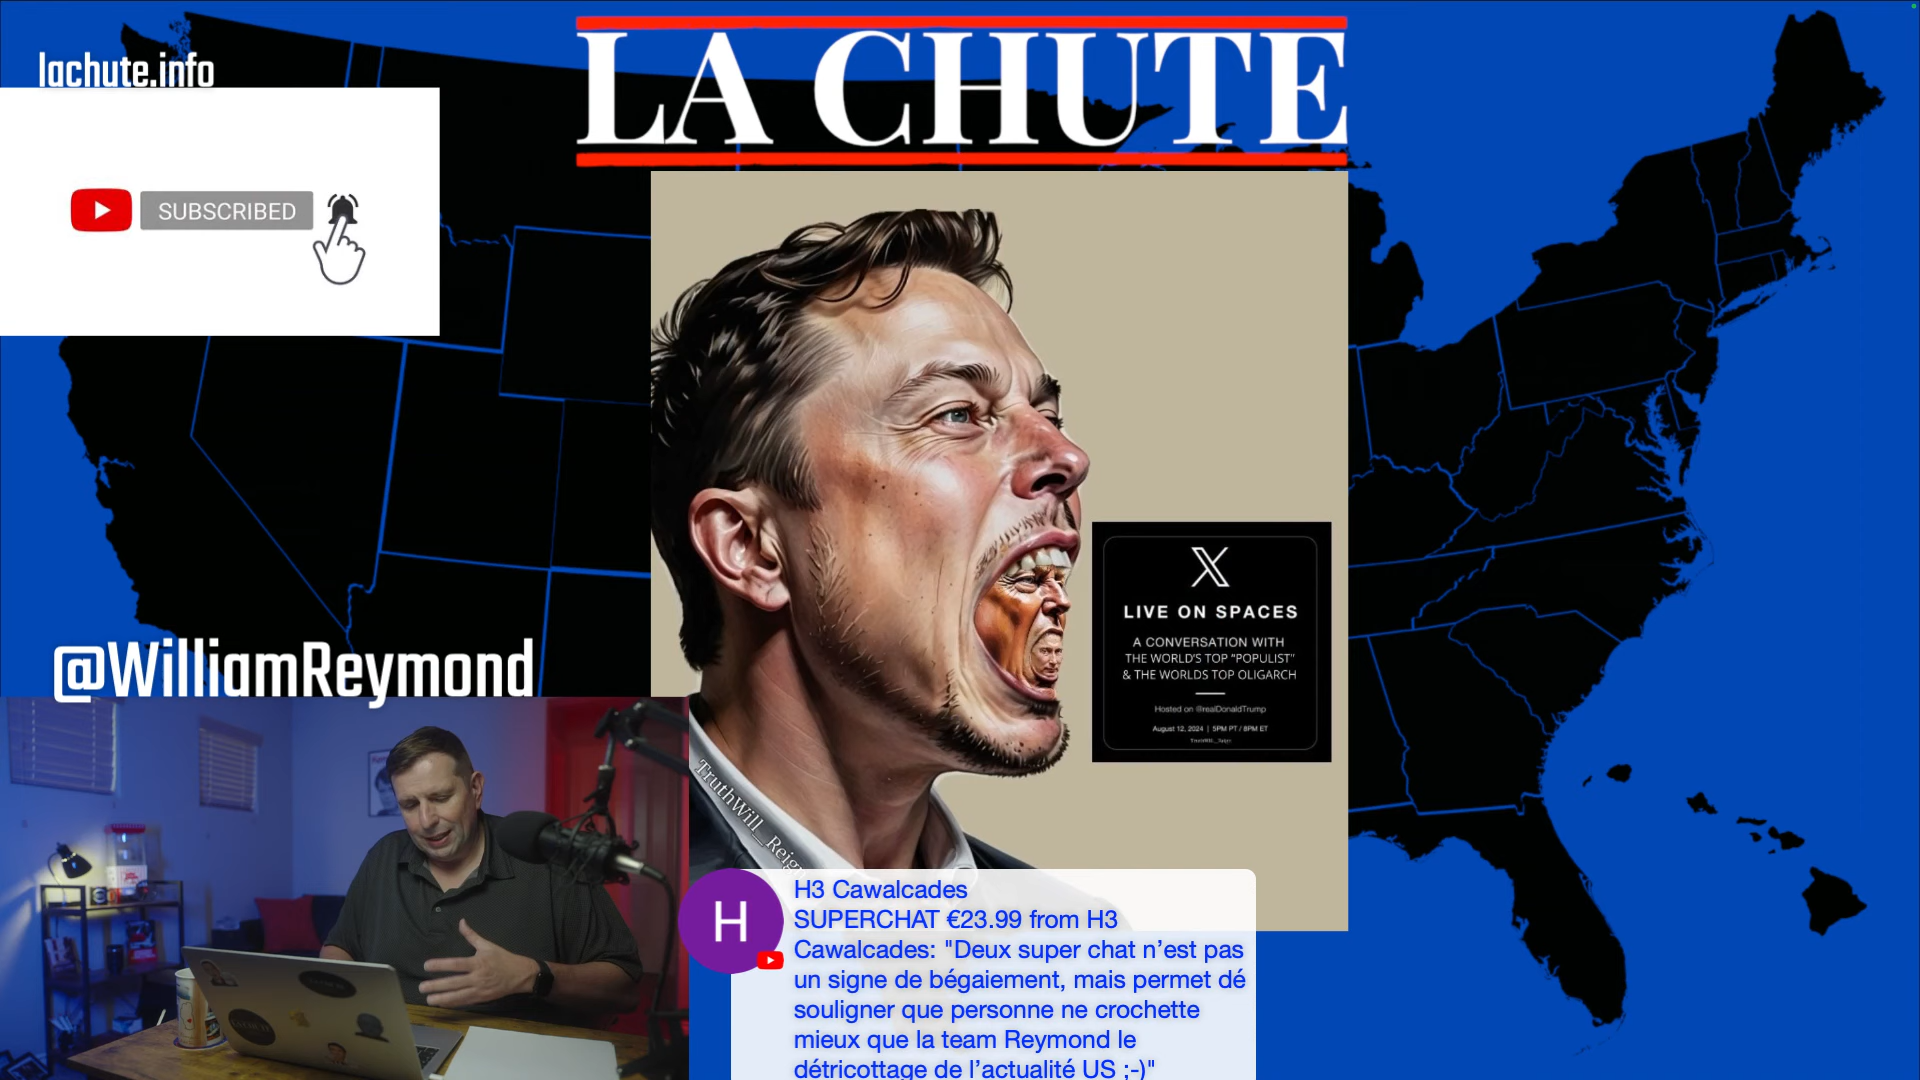 LA CHUTE
lachute.info
SUBSCRIBED
X
LIVE ON SPACES
A CONVERSATION WITH
THE WORLD'S TOP "POPULIST"
& THE WORLDS TOP OLIGARCH
Hosted on @realDonaldTrump
August 12, 2024 | 5PM PT / 8PM ET
TruthWill_Reign
@WilliamReymond
TruthWill_Reign
H
H3 Cawalcades
SUPERCHAT €23.99 from H3
Cawalcades: "Deux super chat n’est pas
un signe de bégaiement, mais permet dé
souligner que personne ne crochette
mieux que la team Reymond le
détricottage de l’actualité US ;-)"